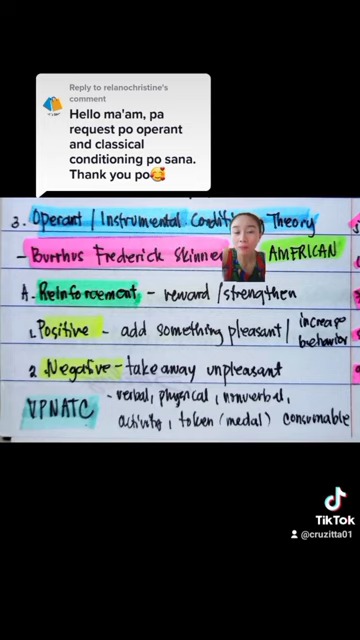 Reply to relanochristine's
comment
Hello ma'am, pa
request po operant
and classical
conditioning po sana.
Thank you po🥰
3. Operant / Instrumental Theory
- Burrhus Frederick Skinner AMERICAN
A. Reinforcement - reward / strengthen
1. Positive - add something pleasant / increase behavior
2. Negative - take away unpleasant
VPNATC - verbal, physical, nonverbal,
activity, token (medal) consumable
TikTok
@cruzitta01